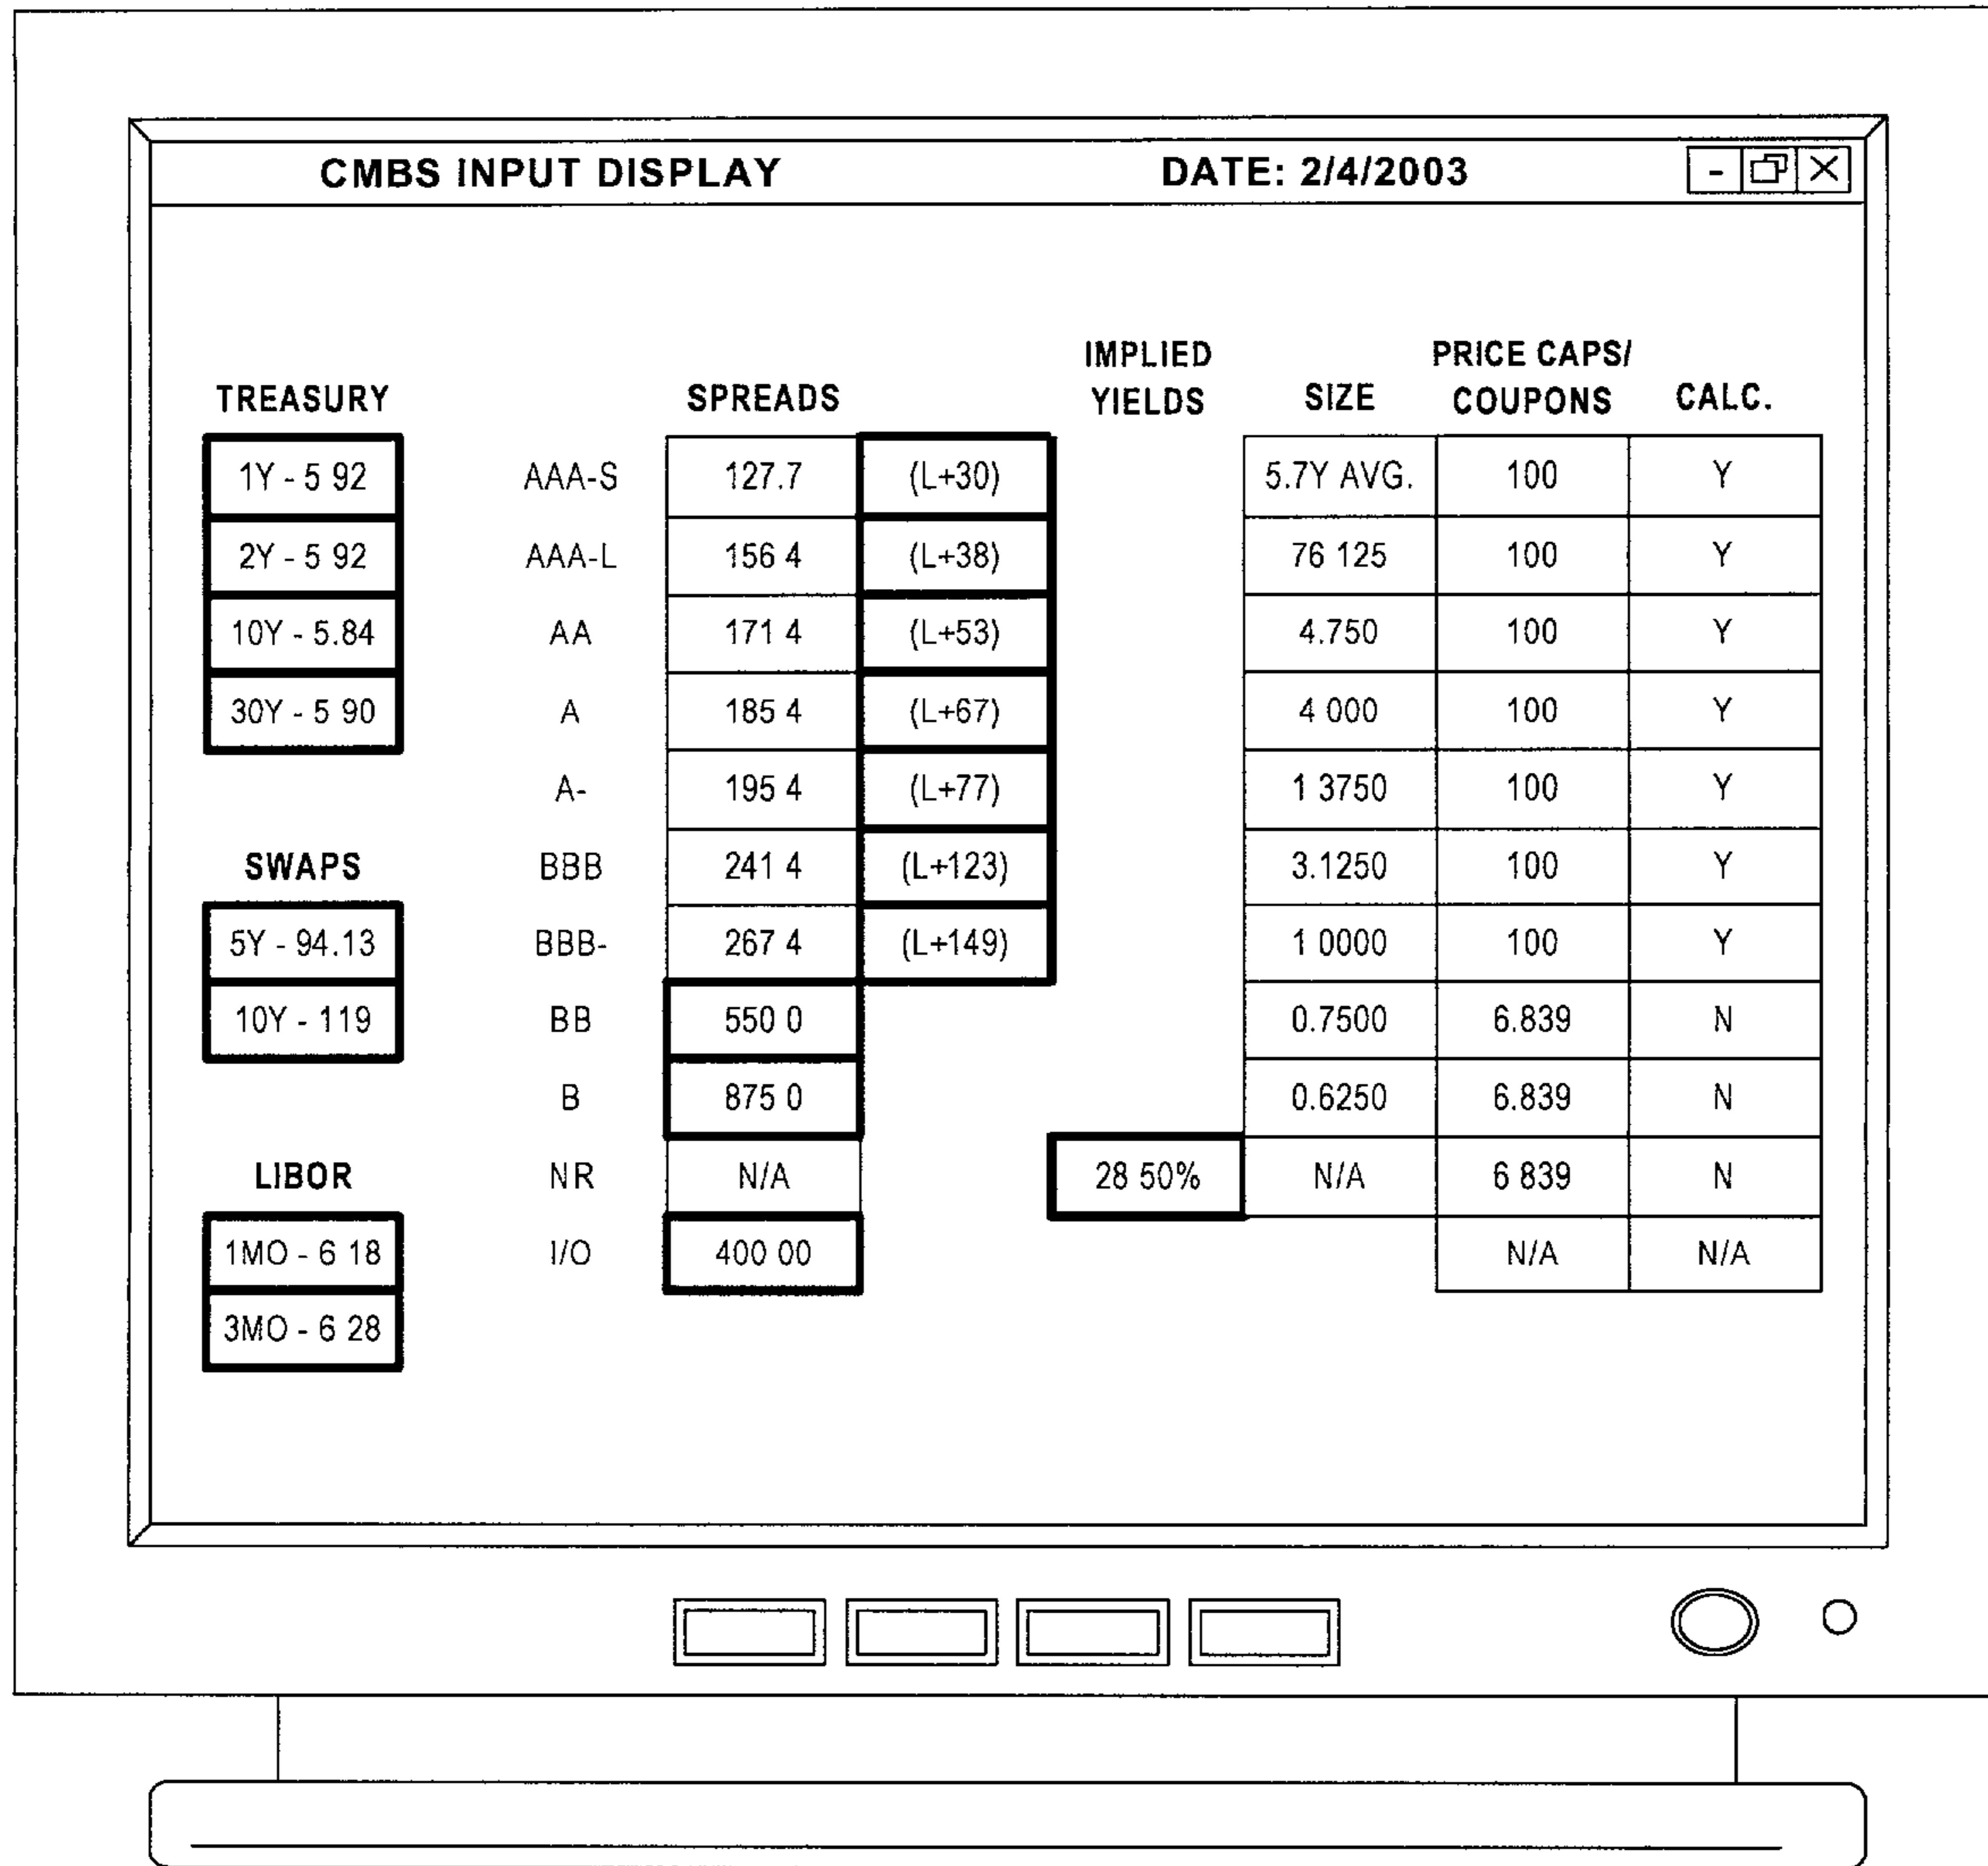 CMBS INPUT DISPLAY DATE: 2/4/2003
IMPLIED PRICE CAPS/
TREASURY SPREADS YIELDS SIZE COUPONS CALC.
1Y - 5 92 AAA-S 127.7 (L+30) 5.7Y AVG. 100 Y
2Y - 5 92 AAA-L 156 4 (L+38) 76 125 100 Y
10Y - 5.84 AA 171 4 (L+53) 4.750 100 Y
30Y - 5 90 A 185 4 (L+67) 4 000 100 Y
A- 195 4 (L+77) 1 3750 100 Y
SWAPS BBB 241 4 (L+123) 3.1250 100 Y
5Y - 94.13 BBB- 267 4 (L+149) 1 0000 100 Y
10Y - 119 BB 550 0 0.7500 6.839 N
B 875 0 0.6250 6.839 N
LIBOR NR N/A 28 50% N/A 6 839 N
1MO - 6 18 I/O 400 00 N/A N/A
3MO - 6 28